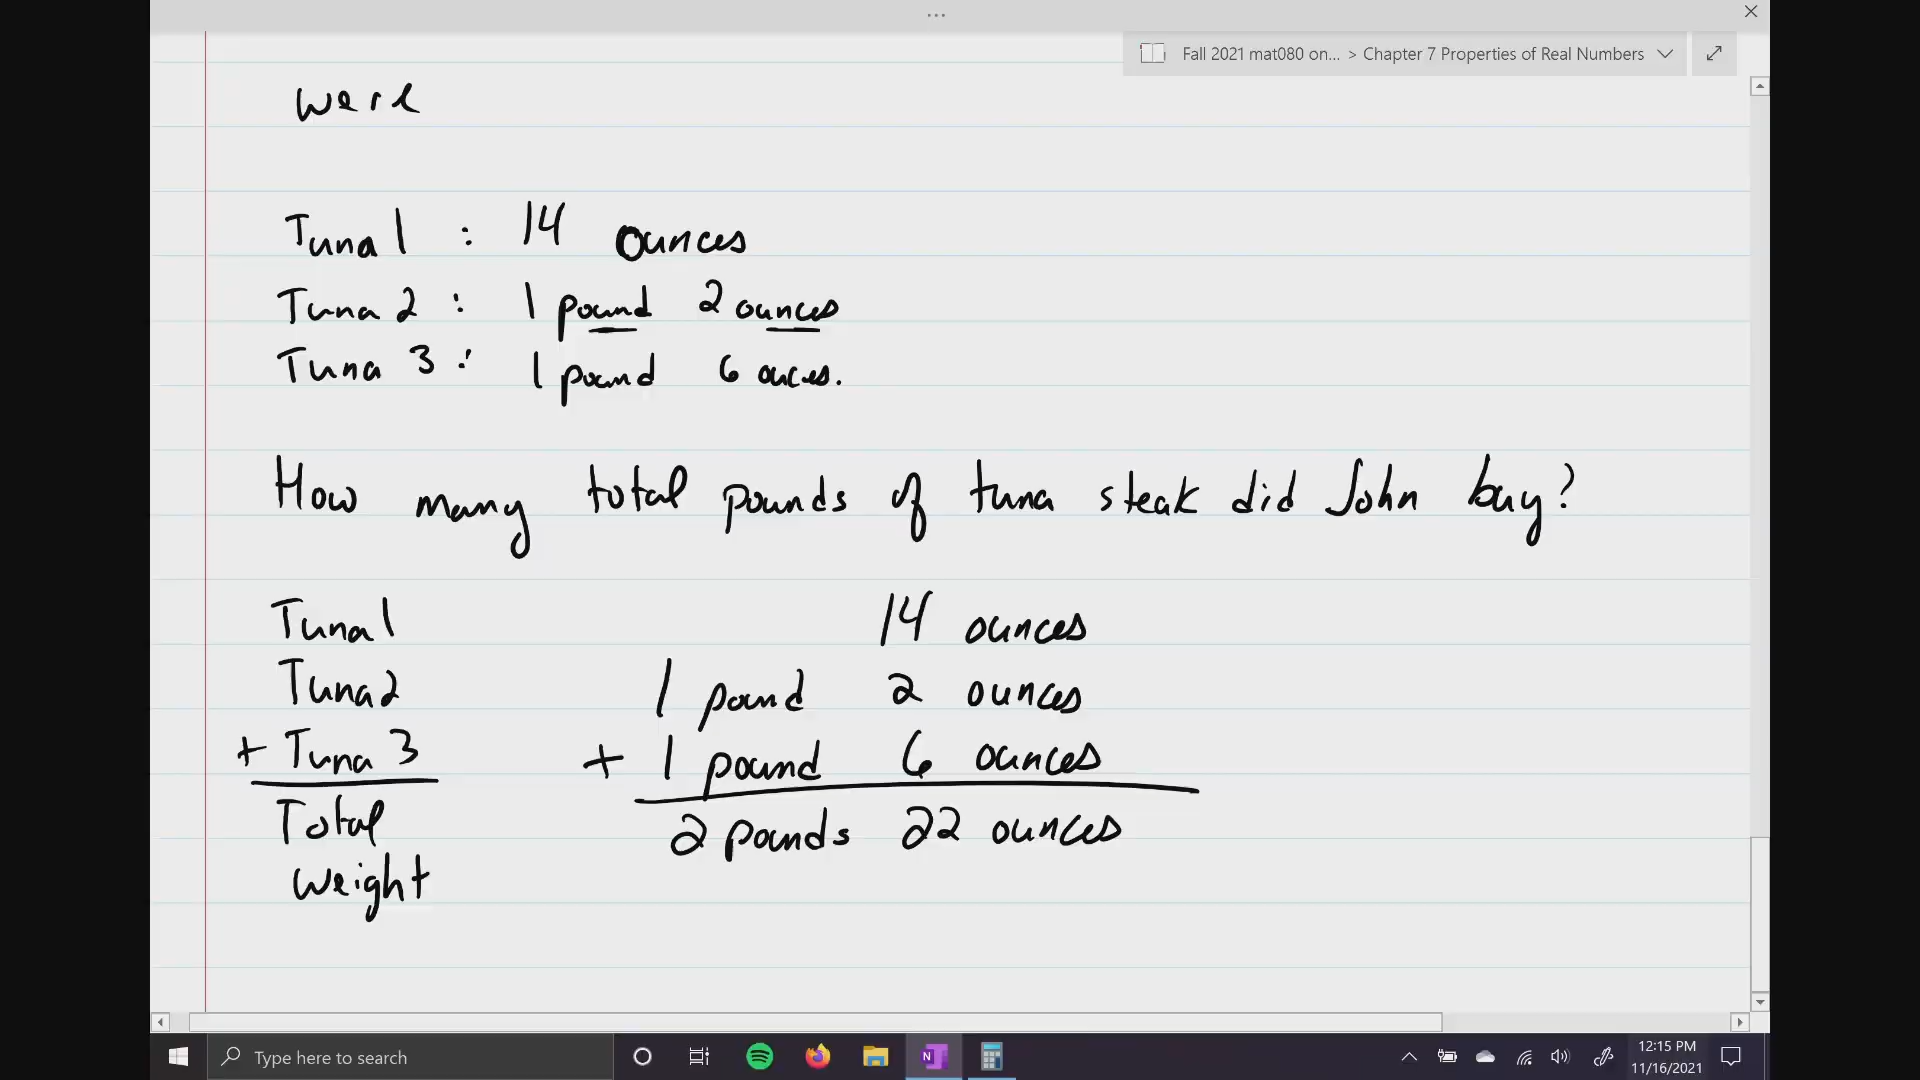 ...
Fall 2021 mat080 on... > Chapter 7 Properties of Real Numbers
were
Tuna 1 : 14 ounces
Tuna 2 : 1 pound 2 ounces
Tuna 3 : 1 pound 6 ounces.
How many total pounds of tuna steak did John buy?
Tuna 1 14 ounces
Tuna 2 1 pound 2 ounces
+ Tuna 3 + 1 pound 6 ounces
Total 2 pounds 22 ounces
weight
Type here to search
N
12:15 PM
11/16/2021